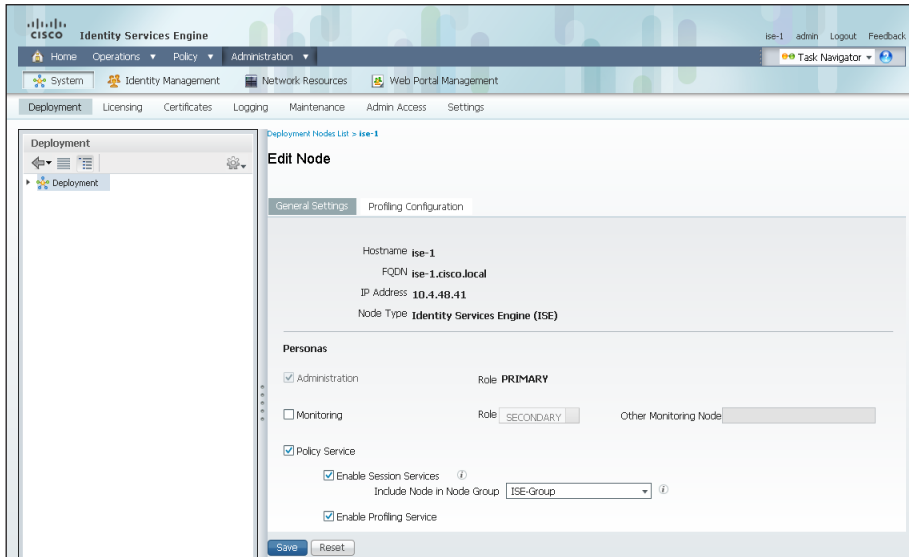 CISCO Identity Services Engine
ise-1 admin Logout Feedback
Home Operations Policy Administration
Task Navigator
System Identity Management Network Resources Web Portal Management
Deployment Licensing Certificates Logging Maintenance Admin Access Settings
Deployment
Deployment
Deployment Nodes List > ise-1
Edit Node
General Settings Profiling Configuration
Hostname ise-1
FQDN ise-1.cisco.local
IP Address 10.4.48.41
Node Type Identity Services Engine (ISE)
Personas
Administration Role PRIMARY
Monitoring Role SECONDARY Other Monitoring Node
Policy Service
Enable Session Services
Include Node in Node Group ISE-Group
Enable Profiling Service
Save Reset